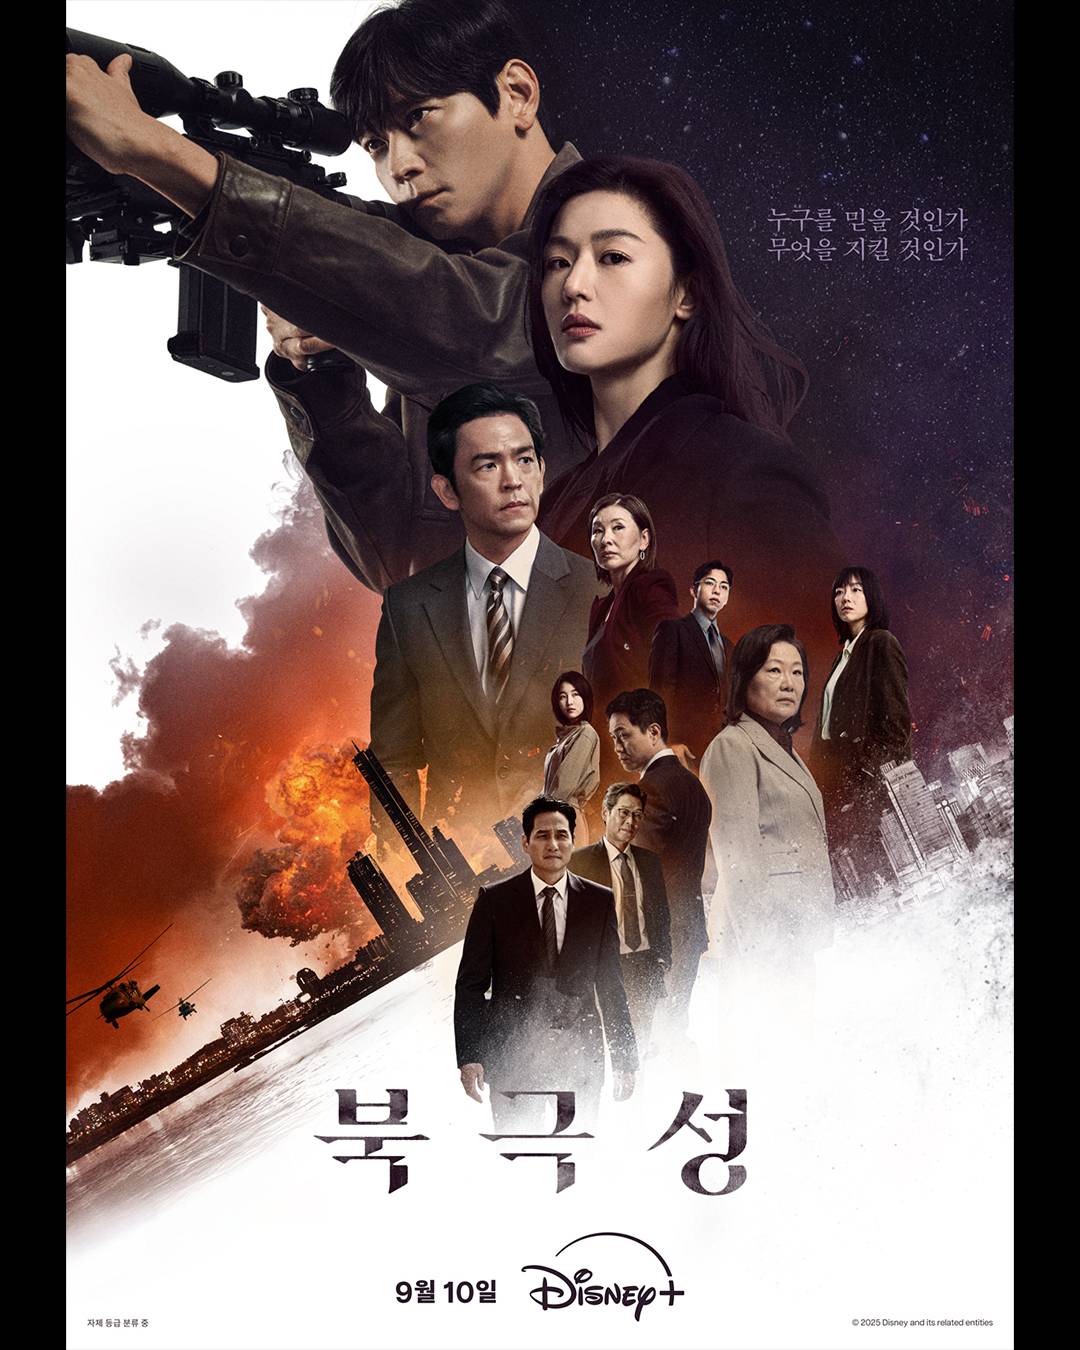 누구를 믿을 것인가
무엇을 지킬 것인가
북극성
9월 10일 Disney+
자체 등급 분류 중
© 2025 Disney and its related entities